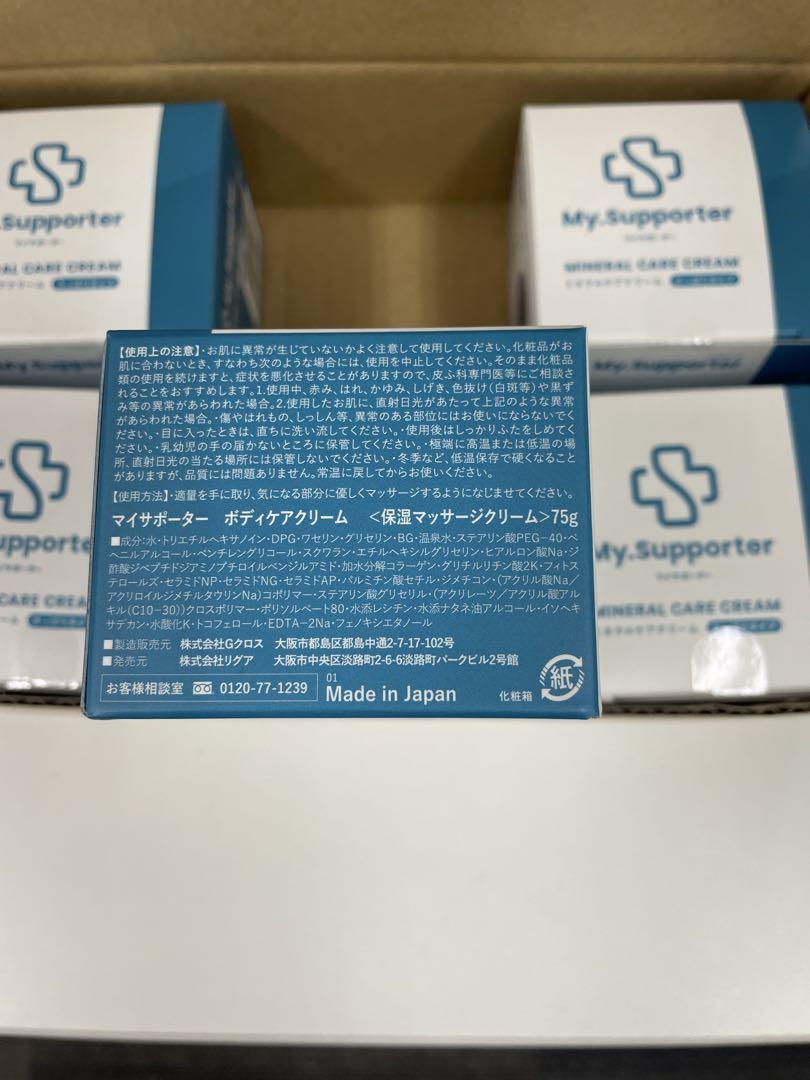 My.Supporter
マイサポーター
MINERAL CARE CREAM
ミネラルケアクリーム
My.Supporter
.Supporter
RAL CARE CREAM
My.Supporter
【使用上の注意】・お肌に異常が生じていないかよく注意して使用してください。化粧品がお
肌に合わないとき、すなわち次のような場合には、使用を中止してください。そのまま化粧品
類の使用を続けますと、症状を悪化させることがありますので、皮ふ科専門医等にご相談さ
れることをおすすめします。1.使用中、赤み、はれ、かゆみ、しげき、色抜け(白斑等)や黒ず
み等の異常があらわれた場合。2.使用したお肌に、直射日光があたって上記のような異常
があらわれた場合。・傷やはれもの、しっしん等、異常のある部位にはお使いにならないでく
ださい。・目に入ったときは、直ちに洗い流してください。・使用後はしっかりふたをしめてく
ださい。・乳幼児の手の届かないところに保管してください。・極端に高温または低温の場
所、直射日光の当たる場所には保管しないでください。・冬季など、低温保存で硬くなること
がありますが、品質には問題ありません。常温に戻してからお使いください。
【使用方法】・適量を手に取り、気になる部分に優しくマッサージするようになじませてください。
マイサポーター ボディケアクリーム <保湿マッサージクリーム>75g
■成分:水・トリエチルヘキサノイン・DPG・ワセリン・グリセリン・BG・温泉水・ステアリン酸PEG-40・ベ
ヘニルアルコール・ペンチレングリコール・スクワラン・エチルヘキシルグリセリン・ヒアルロン酸Na・ジ
酢酸ジペプチドジアミノブチロイルベンジルアミド・加水分解コラーゲン・グリチルリチン酸2K・フィトス
テロールズ・セラミドNP・セラミドNG・セラミドAP・パルミチン酸セチル・ジメチコン・(アクリル酸Na/
アクリロイルジメチルタウリンNa)コポリマー・ステアリン酸グリセリル・(アクリレーツ/アクリル酸アル
キル(C10-30))クロスポリマー・ポリソルベート80・水添レシチン・水添ナタネ油アルコール・イソヘキ
サデカン・水酸化K・トコフェロール・EDTA-2Na・フェノキシエタノール
■製造販売元 株式会社Gクロス 大阪市都島区都島中通2-7-17-102号
■発売元 株式会社リグア 大阪市中央区淡路町2-6-6淡路町パークビル2号館
お客様相談室 0120-77-1239
01
Made in Japan
化粧箱
紙
My.Supporter
MINERAL CARE CREAM